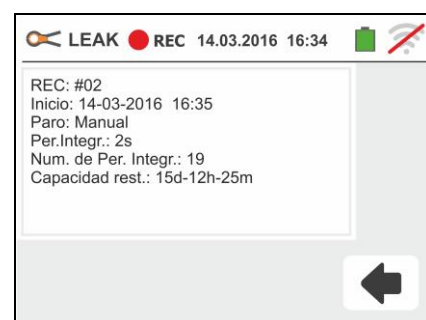 LEAK REC 14.03.2016 16:34
REC: #02
Inicio: 14-03-2016 16:35
Paro: Manual
Per.Integr.: 2s
Num. de Per. Integr.: 19
Capacidad rest.: 15d-12h-25m